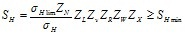 S_H = σ_Hlim Z_N / σ_H Z_L Z_v Z_R Z_W Z_X ≥ S_Hmin